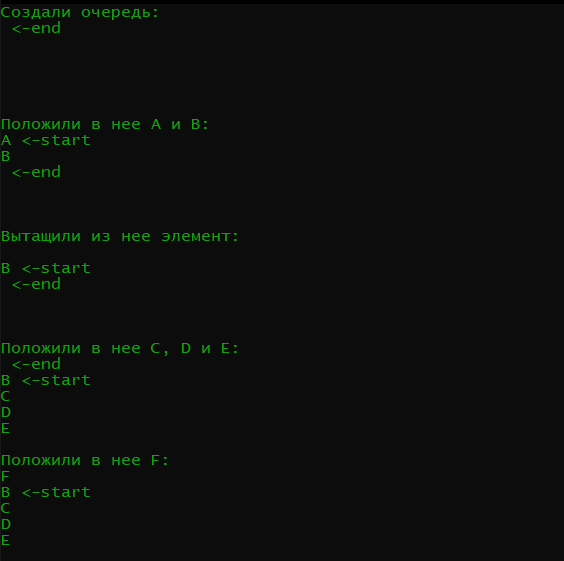 Создали очередь:
<-end
Положили в нее A и B:
A <-start
B
<-end
Вытащили из нее элемент:
B <-start
<-end
Положили в нее C, D и E:
<-end
B <-start
C
D
E
Положили в нее F:
F
B <-start
C
D
E